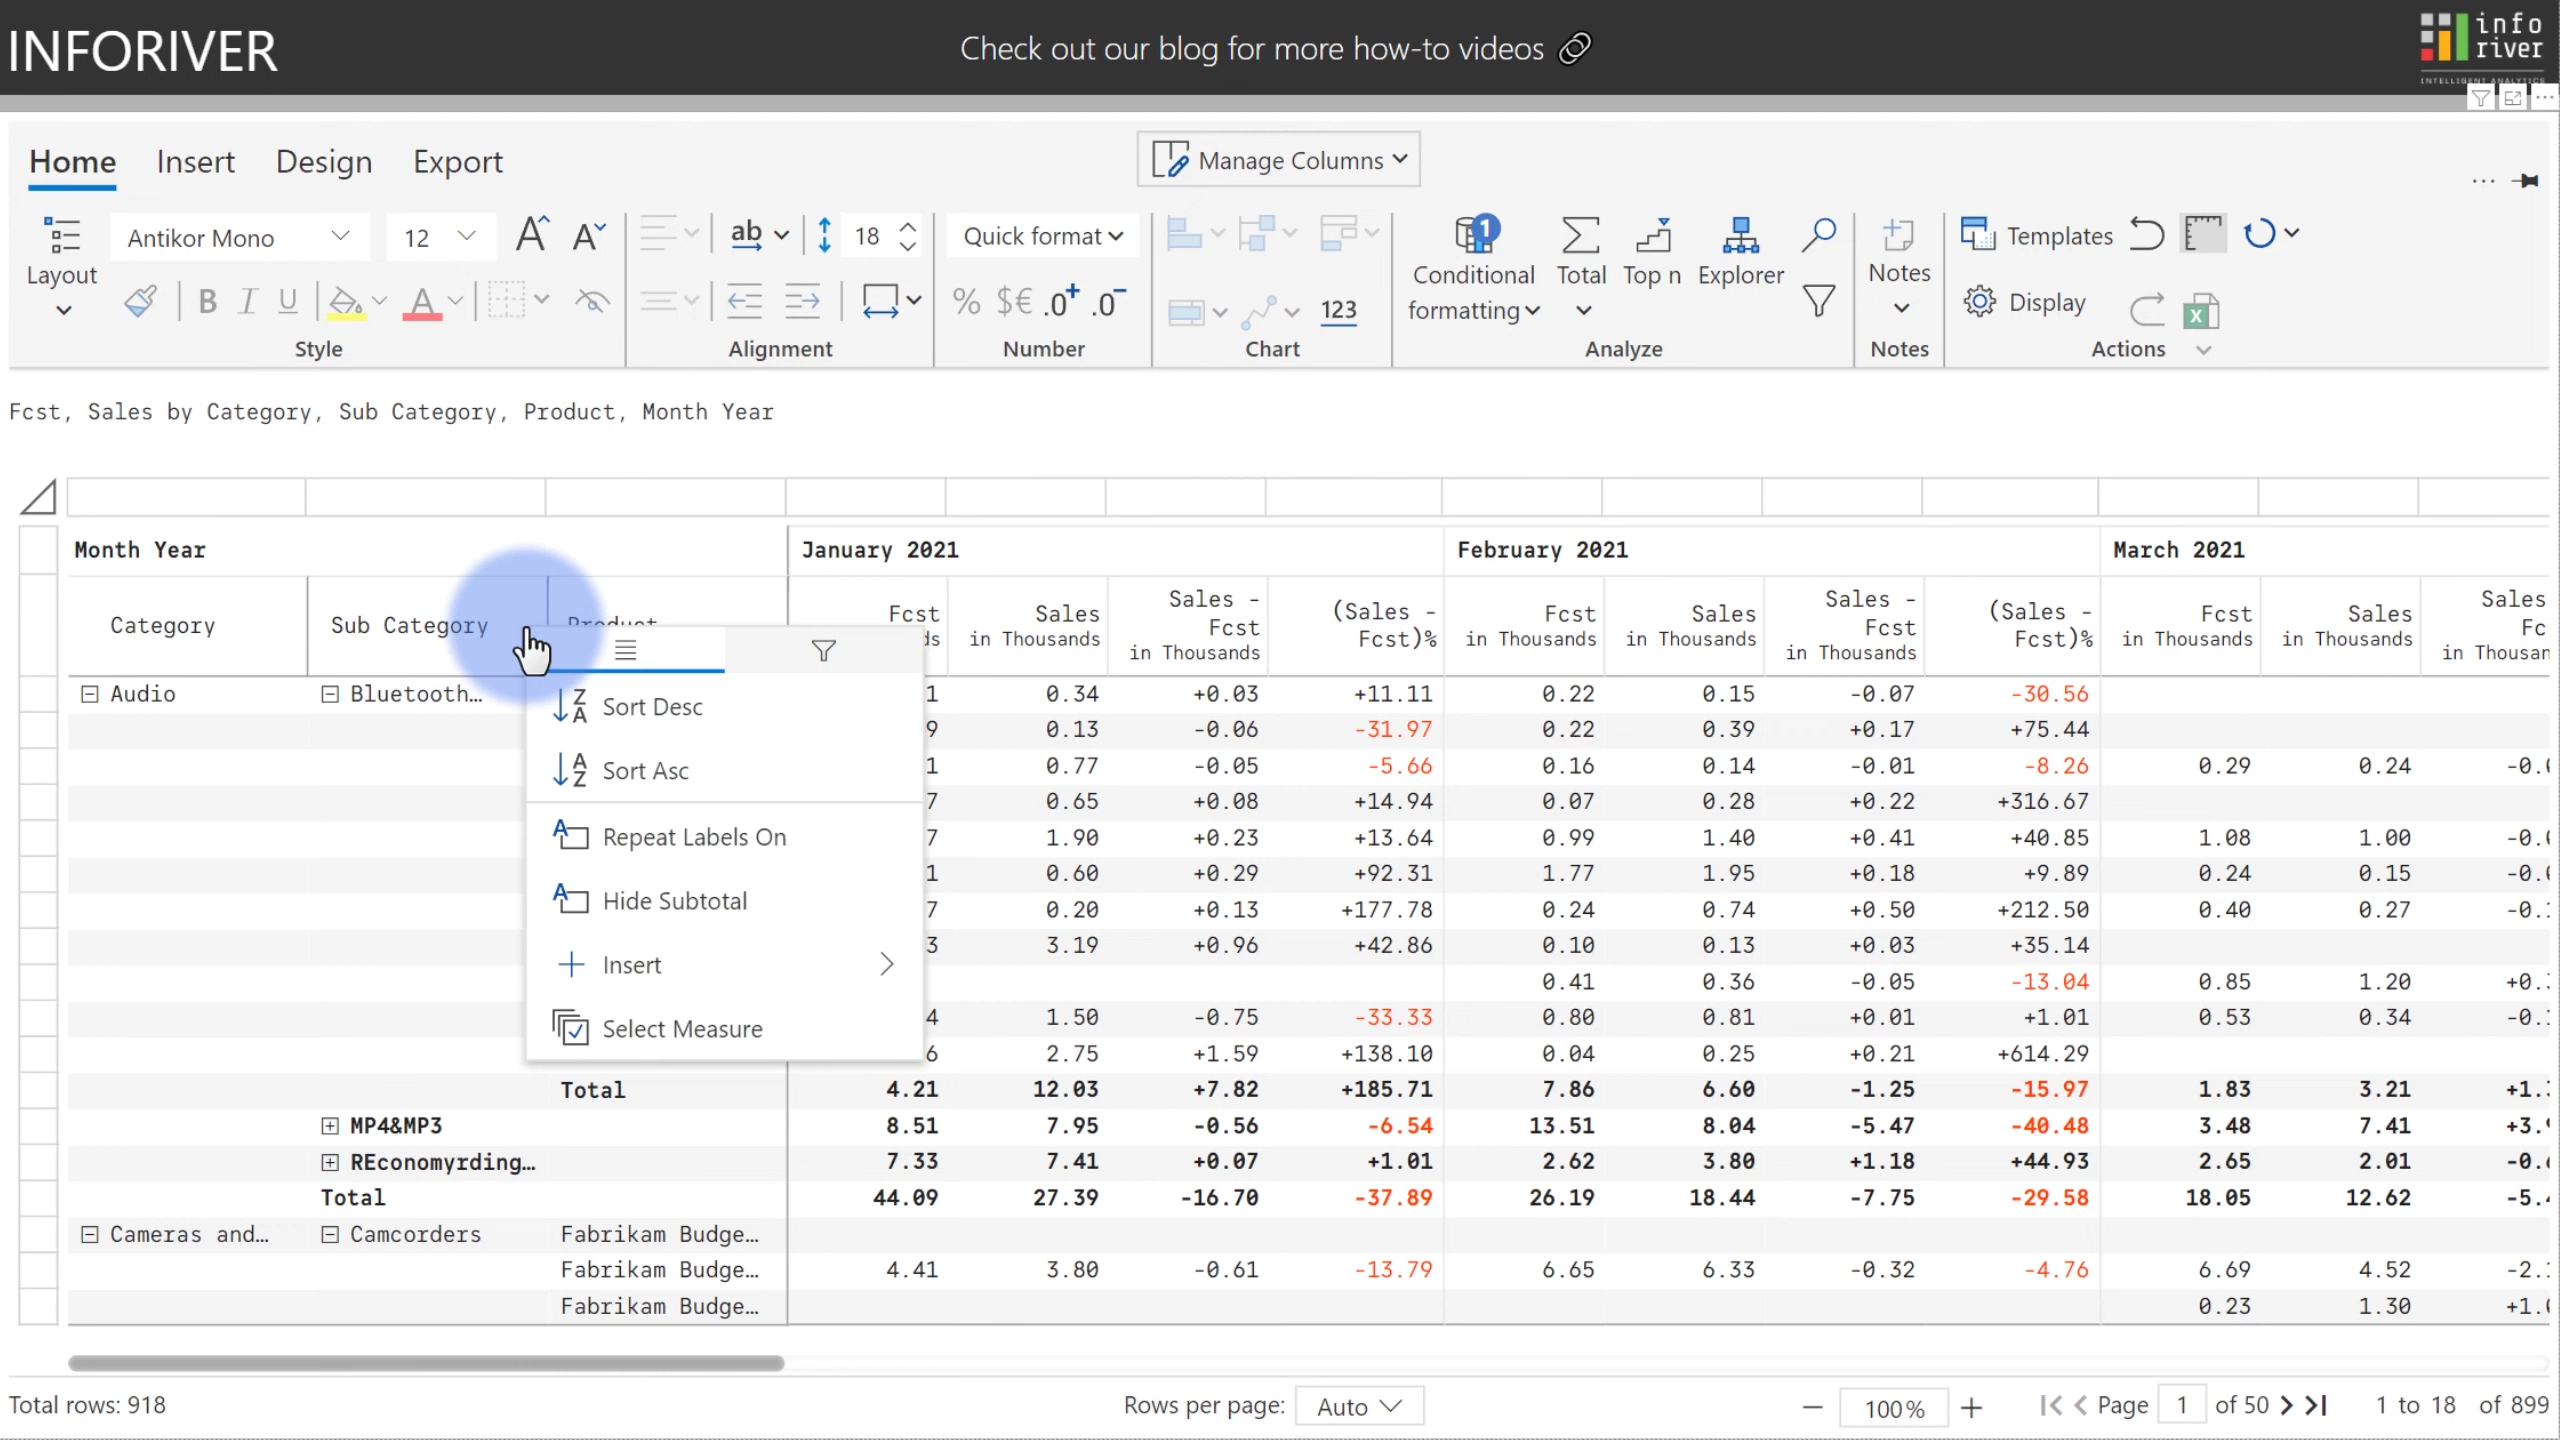 INFORIVER
Check out our blog for more how-to videos
info
river
INTELLIGENT ANALYTICS
Home Insert Design Export
Manage Columns
Layout
Antikor Mono 12
ab 18
Quick format
Conditional formatting
1
Total
Top n
Explorer
Notes
Templates
Display
B I U A
% $€ .0+ .0-
123
Style Alignment Number Chart Analyze Notes Actions
Fcst, Sales by Category, Sub Category, Product, Month Year
Month Year January 2021 February 2021 March 2021
Category Sub Category
Fcst
Sales in Thousands
Sales - Fcst in Thousands
(Sales - Fcst)%
Fcst in Thousands
Sales in Thousands
Sales - Fcst in Thousands
(Sales - Fcst)%
Fcst in Thousands
Sales in Thousands
Sales
Sort Desc
Sort Asc
Repeat Labels On
Hide Subtotal
Insert
Select Measure
Audio Bluetooth… 1 0.34 +0.03 +11.11 0.22 0.15 -0.07 -30.56
9 0.13 -0.06 -31.97 0.22 0.39 +0.17 +75.44
1 0.77 -0.05 -5.66 0.16 0.14 -0.01 -8.26 0.29 0.24
7 0.65 +0.08 +14.94 0.07 0.28 +0.22 +316.67
7 1.90 +0.23 +13.64 0.99 1.40 +0.41 +40.85 1.08 1.00
1 0.60 +0.29 +92.31 1.77 1.95 +0.18 +9.89 0.24 0.15
7 0.20 +0.13 +177.78 0.24 0.74 +0.50 +212.50 0.40 0.27
3 3.19 +0.96 +42.86 0.10 0.13 +0.03 +35.14
0.41 0.36 -0.05 -13.04 0.85 1.20
4 1.50 -0.75 -33.33 0.80 0.81 +0.01 +1.01 0.53 0.34
6 2.75 +1.59 +138.10 0.04 0.25 +0.21 +614.29
Total 4.21 12.03 +7.82 +185.71 7.86 6.60 -1.25 -15.97 1.83 3.21
MP4&MP3 8.51 7.95 -0.56 -6.54 13.51 8.04 -5.47 -40.48 3.48 7.41
REconomyrding… 7.33 7.41 +0.07 +1.01 2.62 3.80 +1.18 +44.93 2.65 2.01
Total 44.09 27.39 -16.70 -37.89 26.19 18.44 -7.75 -29.58 18.05 12.62
Cameras and… Camcorders Fabrikam Budge…
Fabrikam Budge… 4.41 3.80 -0.61 -13.79 6.65 6.33 -0.32 -4.76 6.69 4.52
Fabrikam Budge… 0.23 1.30
Total rows: 918 Rows per page: Auto 100% Page 1 of 50 1 to 18 of 899